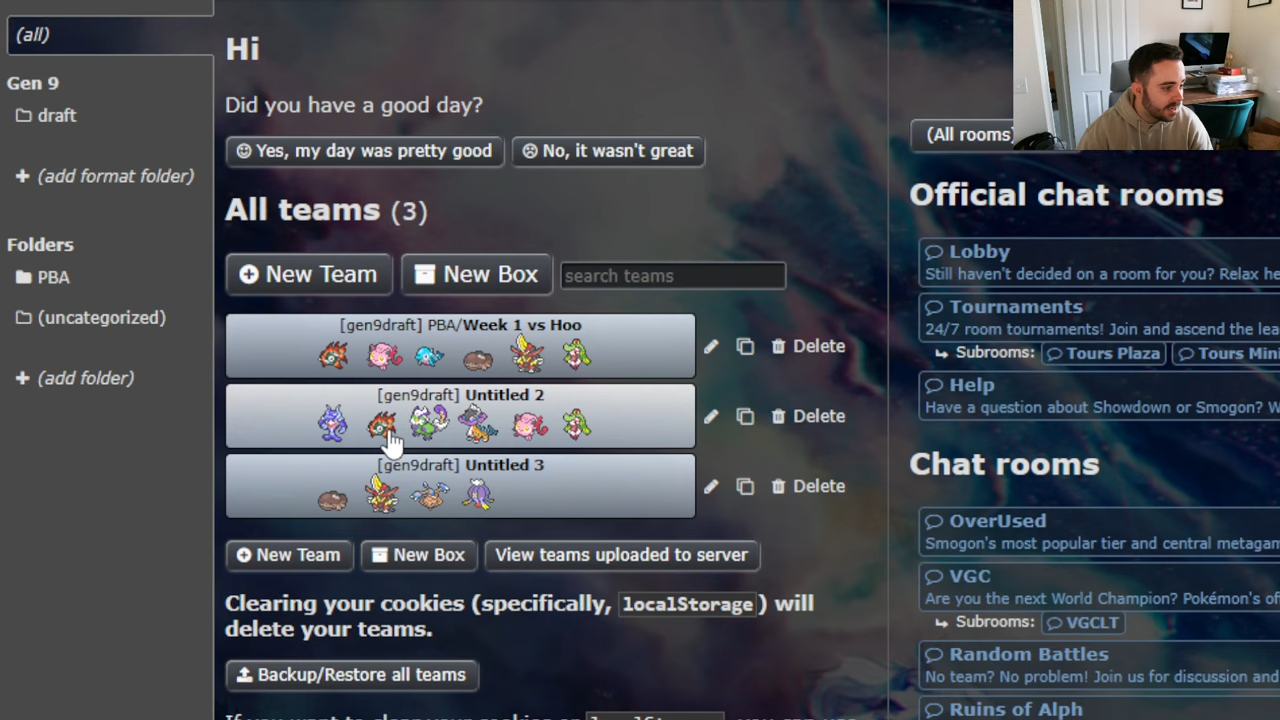 (all)
Gen 9
draft
(add format folder)
Folders
PBA
(uncategorized)
(add folder)
Hi
Did you have a good day?
Yes, my day was pretty good
No, it wasn't great
All teams (3)
New Team
New Box
search teams
[gen9draft] PBA/Week 1 vs Hoo
Delete
[gen9draft] Untitled 2
Delete
[gen9draft] Untitled 3
Delete
New Team
New Box
View teams uploaded to server
Clearing your cookies (specifically, localStorage) will
delete your teams.
Backup/Restore all teams
(All rooms)
Official chat rooms
Lobby
Still haven't decided on a room for you? Relax he
Tournaments
24/7 room tournaments! Join and ascend the lea
Subrooms: Tours Plaza Tours Mini
Help
Have a question about Showdown or Smogon? W
Chat rooms
OverUsed
Smogon's most popular tier and central metagam
VGC
Are you the next World Champion? Pokémon's of
Subrooms: VGCLT
Random Battles
No team? No problem! Join us for discussion and
Ruins of Alph